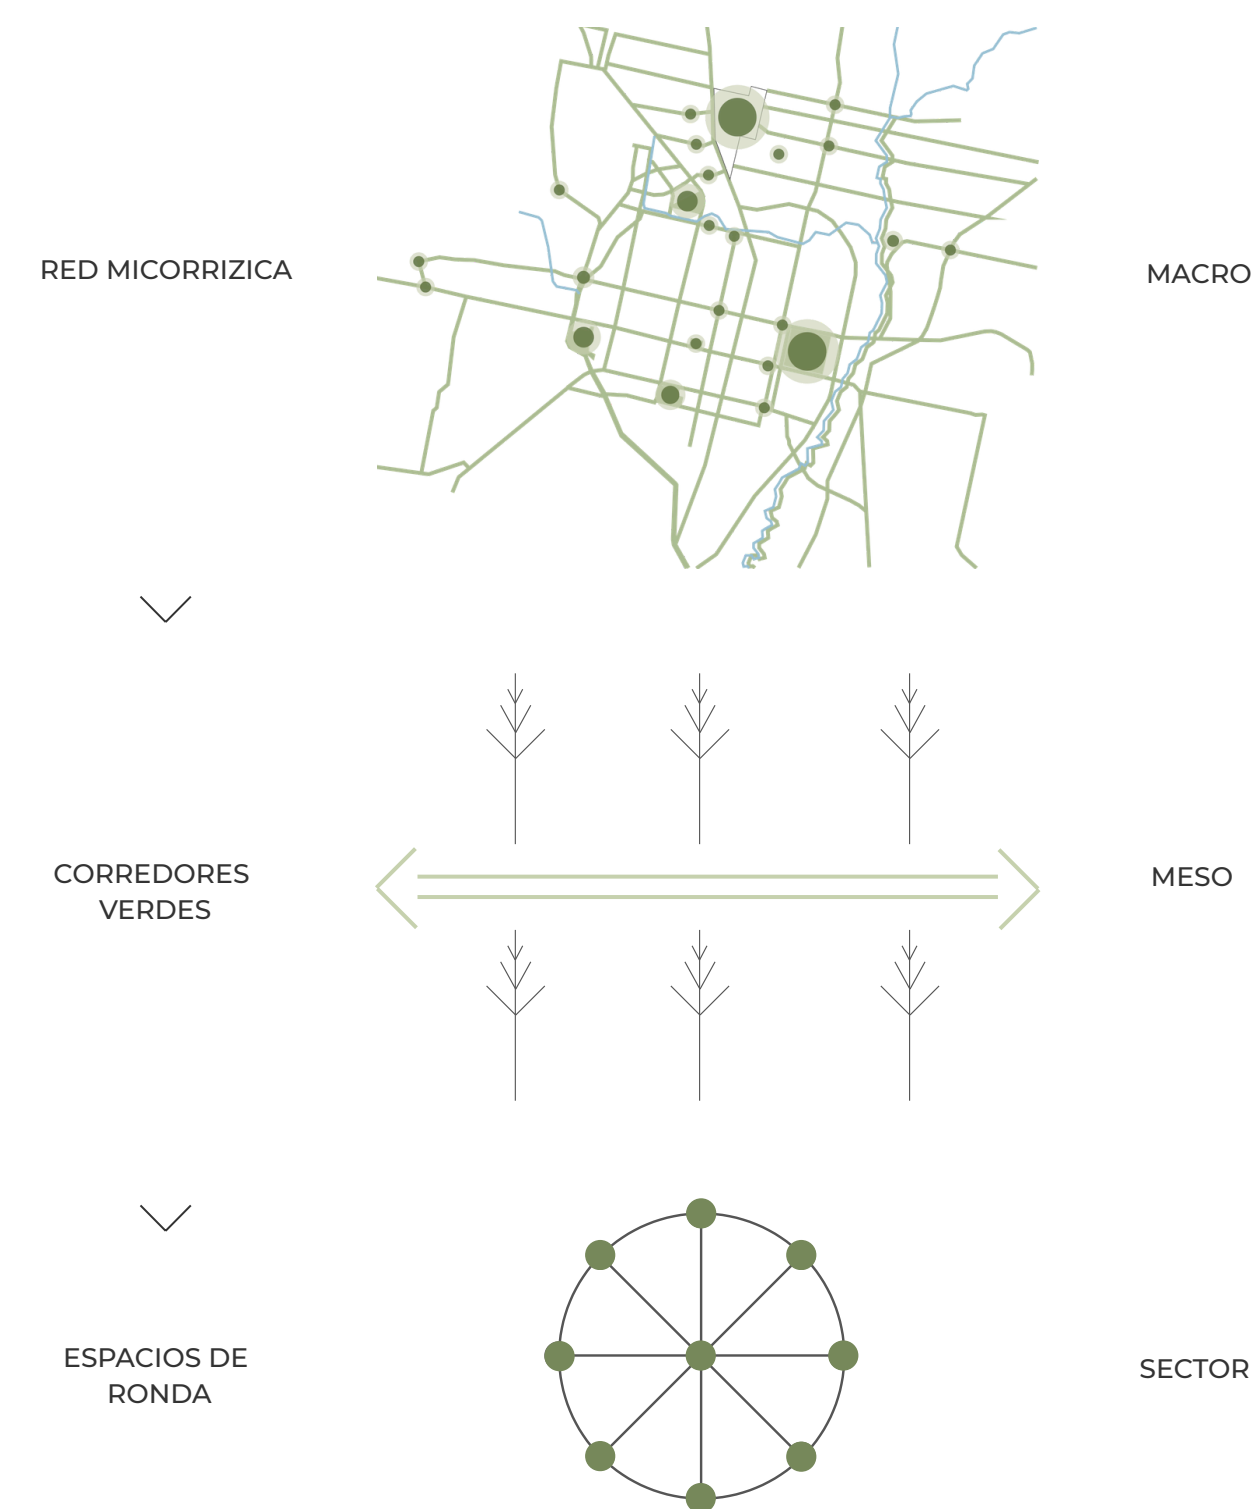 RED MICORRIZICA
MACRO
CORREDORES
VERDES
MESO
ESPACIOS DE
RONDA
SECTOR